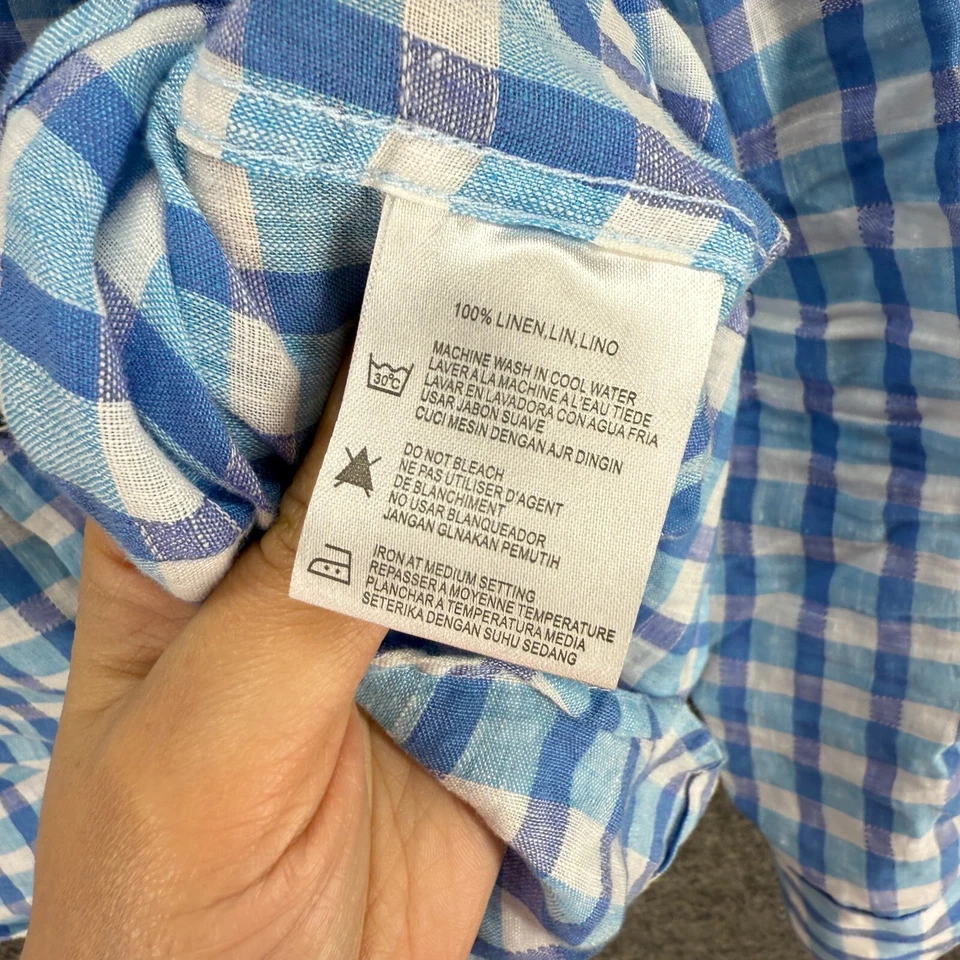 100% LINEN,LIN,LINO
MACHINE WASH IN COOL WATER
LAVER A LA MACHINE A L'EAU TIEDE
LAVAR EN LAVADORA CON AGUA FRIA
USAR JABON SUAVE
CUCI MESIN DENGAN AJR DINGIN
30°C
DO NOT BLEACH
NE PAS UTILISER D'AGENT
DE BLANCHIMENT
NO USAR BLANQUEADOR
JANGAN GLNAKAN PEMUTIH
IRON AT MEDIUM SETTING
REPASSER A MOYENNE TEMPERATURE
PLANCHAR A TEMPERATURA MEDIA
SETERIKA DENGAN SUHU SEDANG